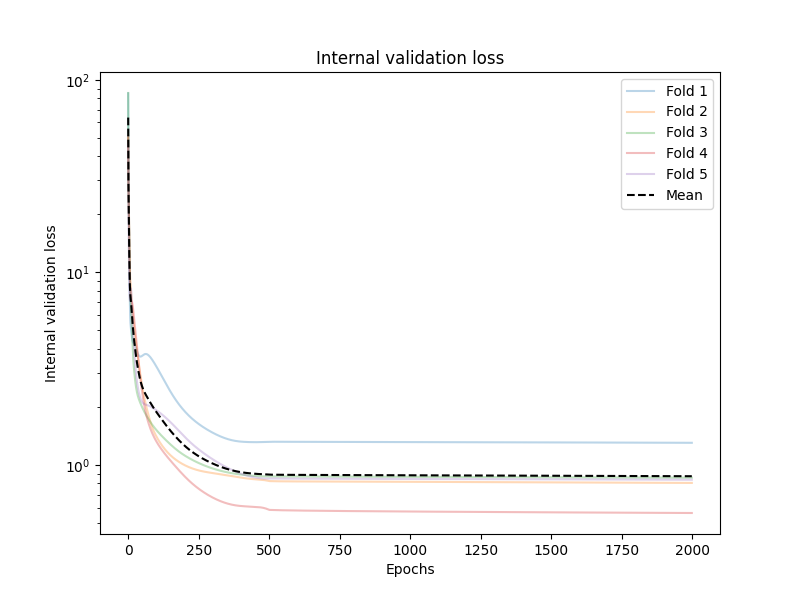 Internal validation loss
10²
10¹
10⁰
Internal validation loss
Fold 1
Fold 2
Fold 3
Fold 4
Fold 5
Mean
0 250 500 750 1000 1250 1500 1750 2000
Epochs